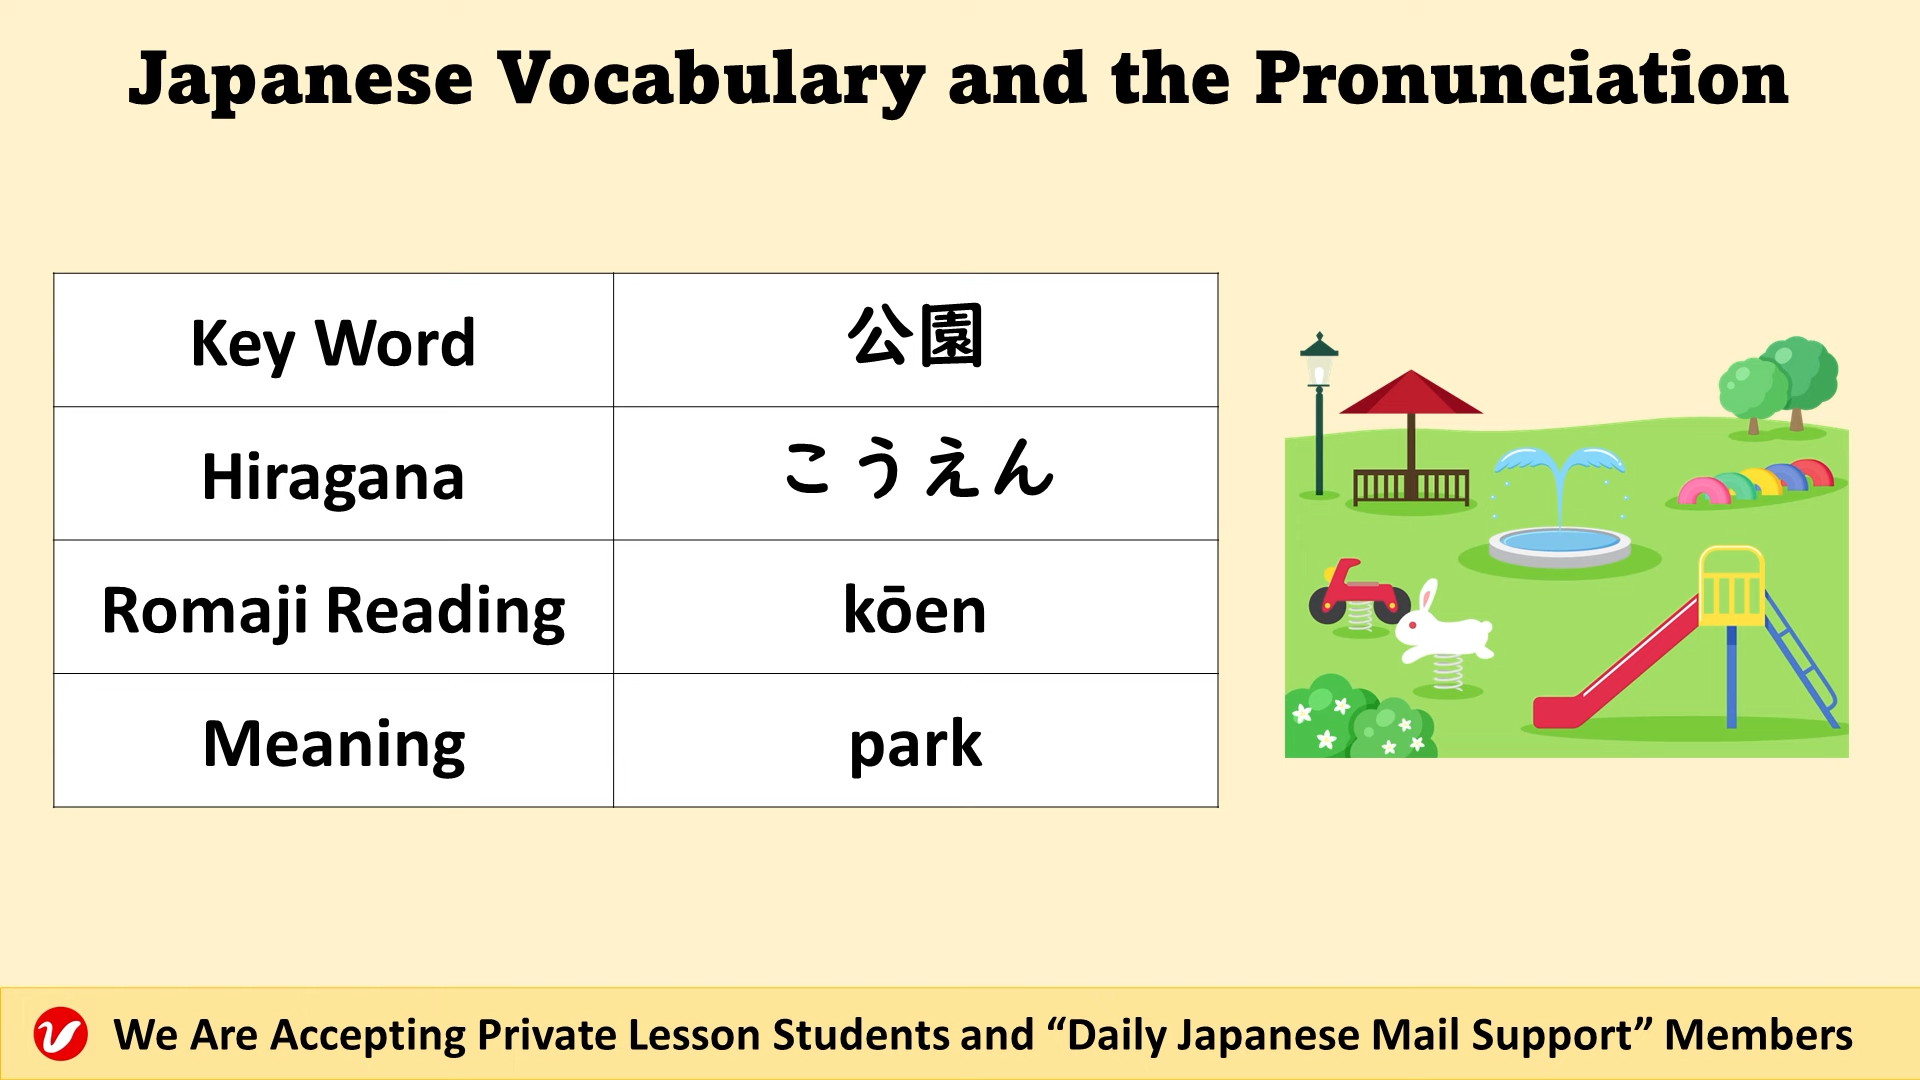 Japanese Vocabulary and the Pronunciation
Key Word 公園
Hiragana こうえん
Romaji Reading kōen
Meaning park
We Are Accepting Private Lesson Students and “Daily Japanese Mail Support” Members